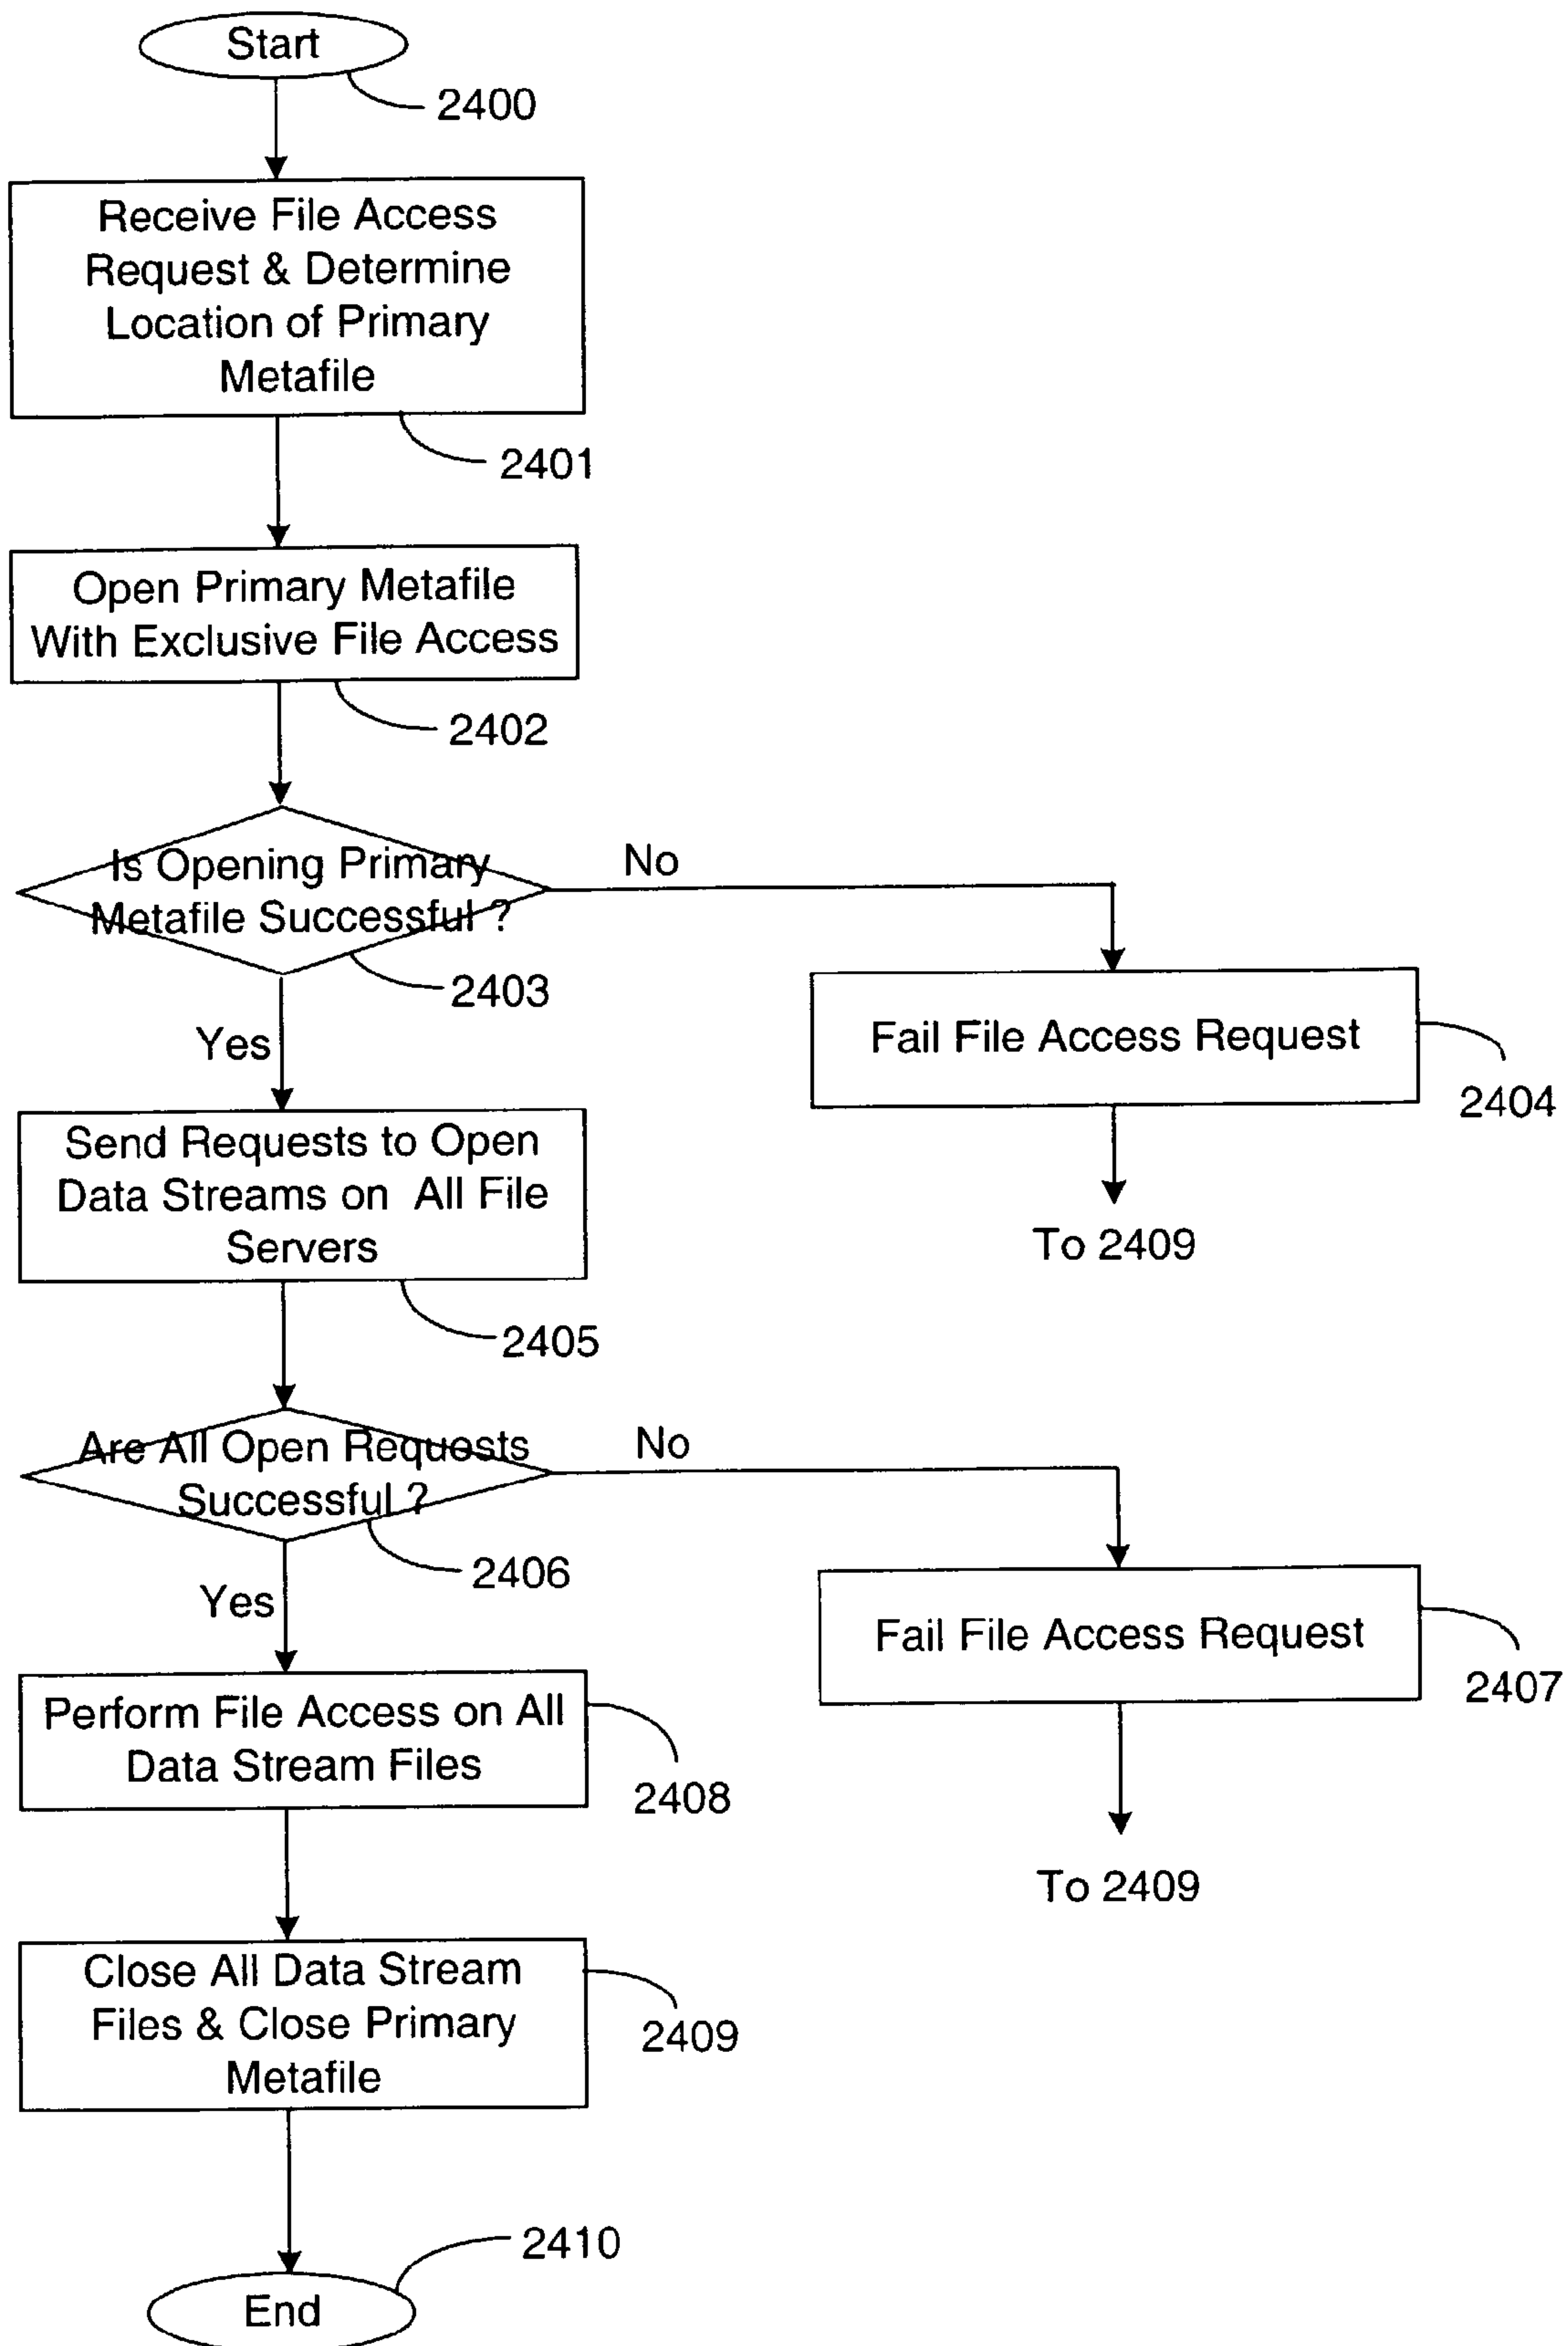 Start
2400
Receive File Access
Request & Determine
Location of Primary
Metafile
2401
Open Primary Metafile
With Exclusive File Access
2402
Is Opening Primary
Metafile Successful ?
2403
No
Fail File Access Request
2404
To 2409
Yes
Send Requests to Open
Data Streams on All File
Servers
2405
Are All Open Requests
Successful ?
2406
No
Fail File Access Request
2407
To 2409
Yes
Perform File Access on All
Data Stream Files
2408
Close All Data Stream
Files & Close Primary
Metafile
2409
2410
End